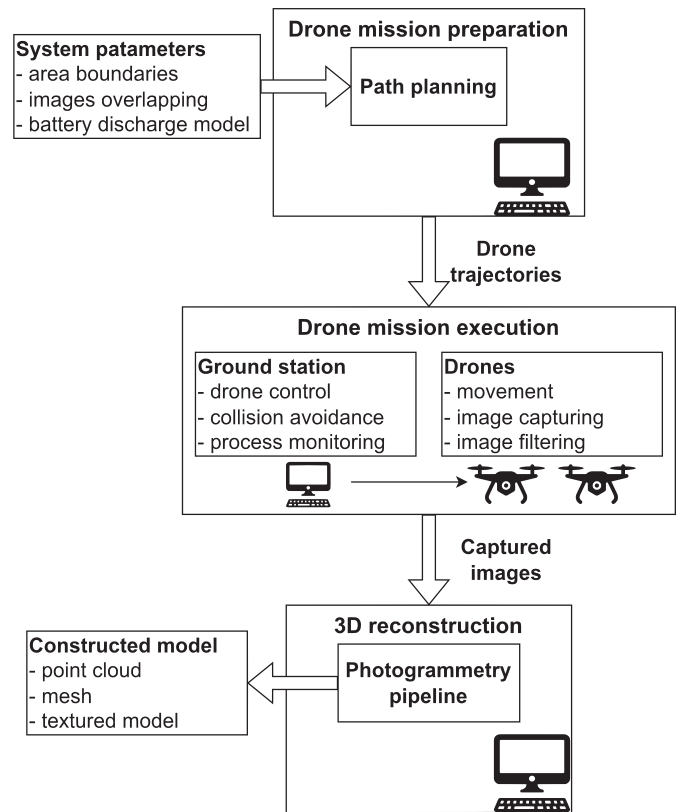 Drone mission preparation
System patameters
- area boundaries
- images overlapping
- battery discharge model
Path planning
Drone
trajectories
Drone mission execution
Ground station
- drone control
- collision avoidance
- process monitoring
Drones
- movement
- image capturing
- image filtering
Captured
images
3D reconstruction
Photogrammetry
pipeline
Constructed model
- point cloud
- mesh
- textured model